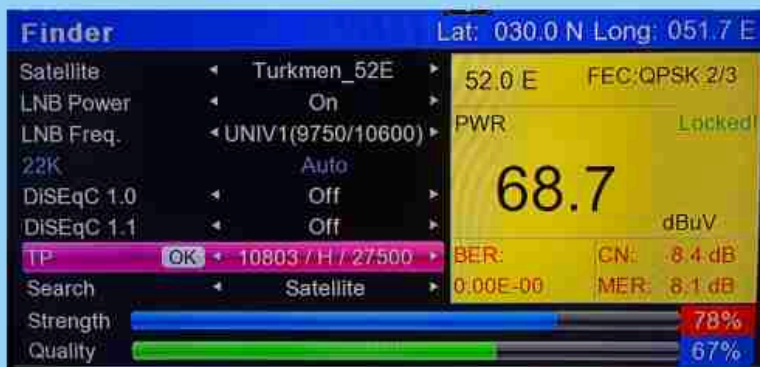 Finder Lat: 030.0 N Long: 051.7 E
Satellite Turkmen_52E
LNB Power On
LNB Freq. UNIV1(9750/10600)
22K Auto
DiSEqC 1.0 Off
DiSEqC 1.1 Off
TP OK 10803 / H / 27500
Search Satellite
52.0 E FEC:QPSK 2/3
PWR Locked!
68.7
dBuV
BER: CN: 8.4 dB
0.00E-00 MER: 8.1 dB
Strength 78%
Quality 67%